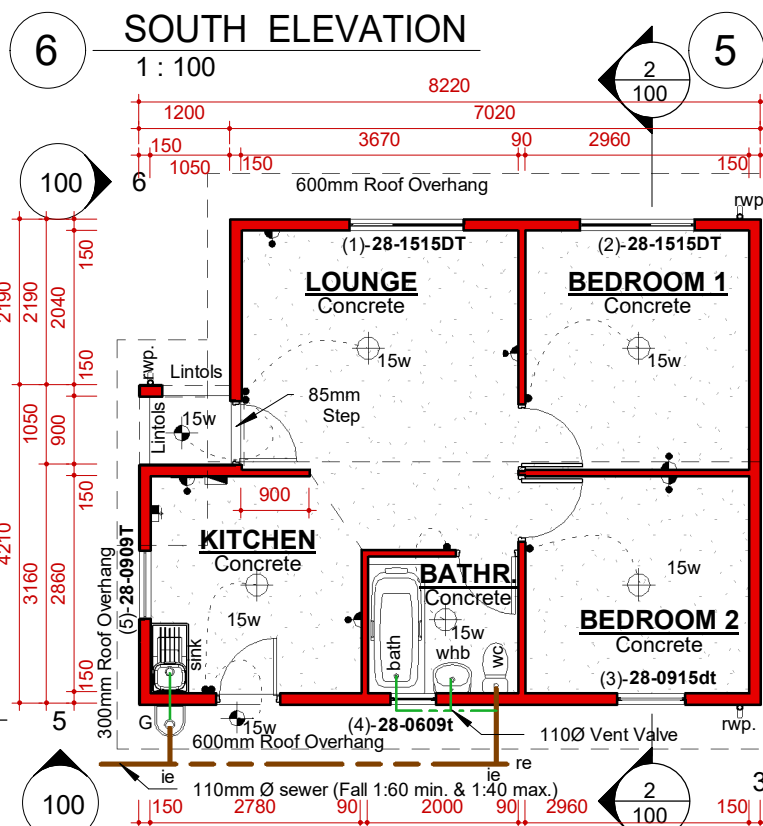 SOUTH ELEVATION
1 : 100
6
5
2
100
8220
1200
7020
150
3670
90
2960
1050
150
150
100
6
600mm Roof Overhang
rwp
(1)-28-1515DT
(2)-28-1515DT
LOUNGE
Concrete
BEDROOM 1
Concrete
2190
2190
2040
150
150
15w
15w
rwp.
Lintols
85mm
Step
Lintols
15w
1050
900
150
900
KITCHEN
Concrete
4210
3160
2860
150
300mm Roof Overhang
(5)-28-0909T
BATHR.
Concrete
15w
15w
15w
whb
bath
wc
sink
BEDROOM 2
Concrete
(3)-28-0915dt
G
15w
(4)-28-0609t
rwp.
600mm Roof Overhang
110Ø Vent Valve
5
ie
ie
re
110mm Ø sewer (Fall 1:60 min. & 1:40 max.)
3
100
150
2780
90
2000
90
2960
150
2
100